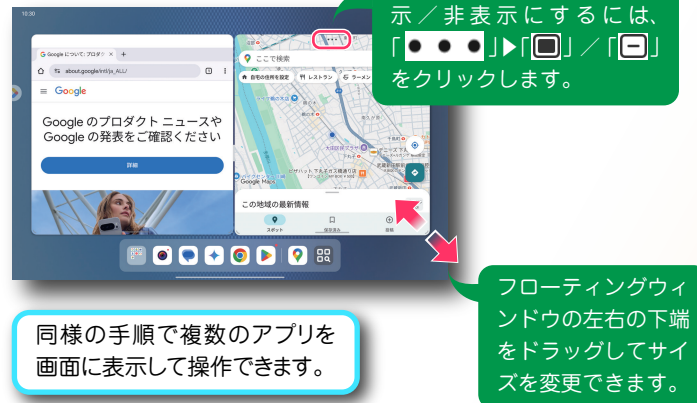 示／非表示にするには、
「● ● ●」▶「▣」／「⊟」
をクリックします。
10:30
Google について: プロダク × +
about.google/intl/ja_ALL/
≡ Google
Google のプロダクト ニュースや
Google の発表をご確認ください
詳細
ここで検索
自宅の住所を設定 レストラン ラーメン
Google Maps
この地域の最新情報
スポット 保存済み 投稿
フローティングウィ
ンドウの左右の下端
をドラッグしてサイ
ズを変更できます。
同様の手順で複数のアプリを
画面に表示して操作できます。